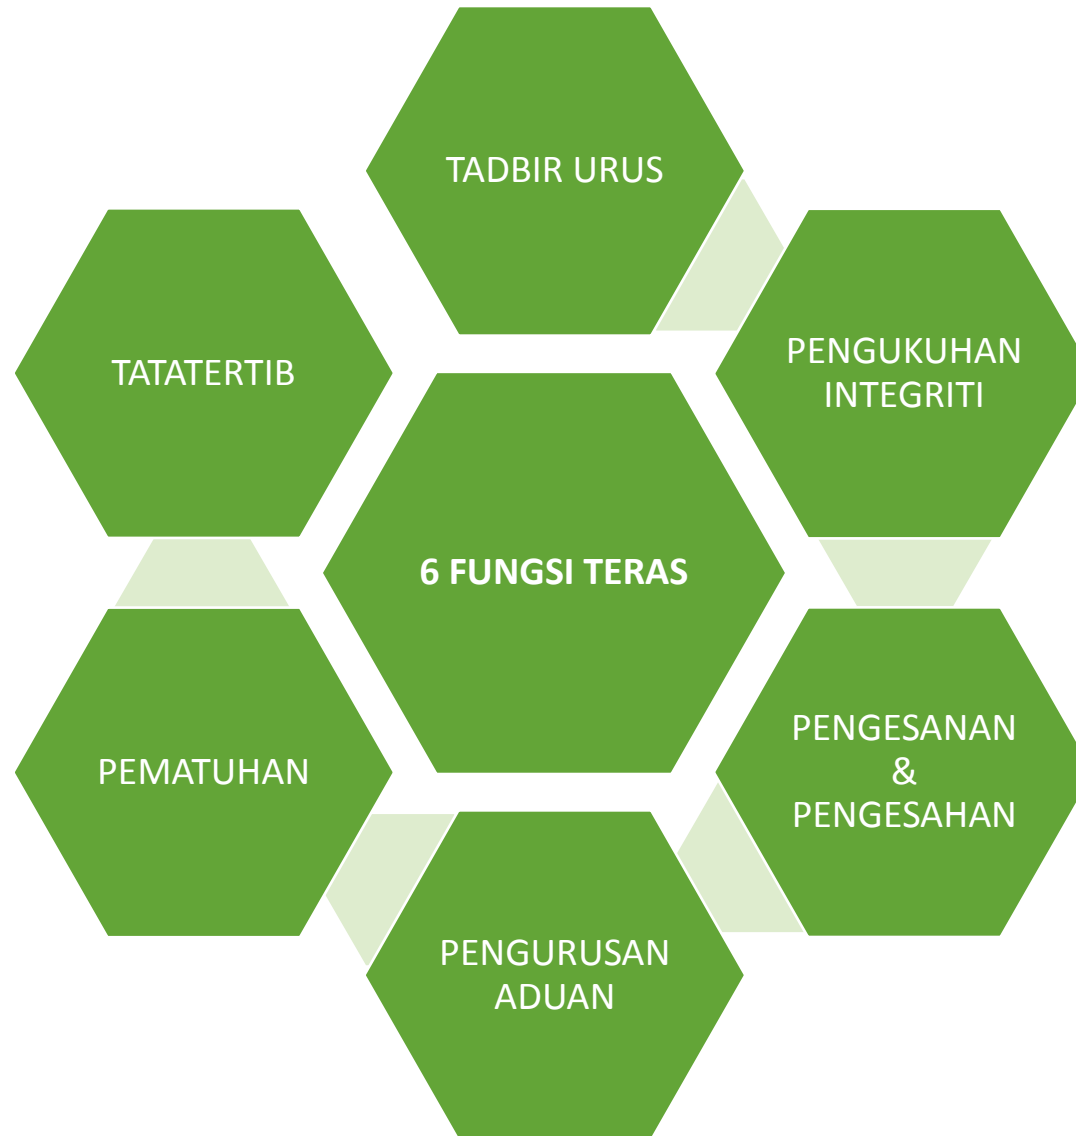 TADBIR URUS
PENGUKUHAN
INTEGRITI
PENGESANAN
&
PENGESAHAN
PENGURUSAN
ADUAN
PEMATUHAN
TATATERTIB
6 FUNGSI TERAS